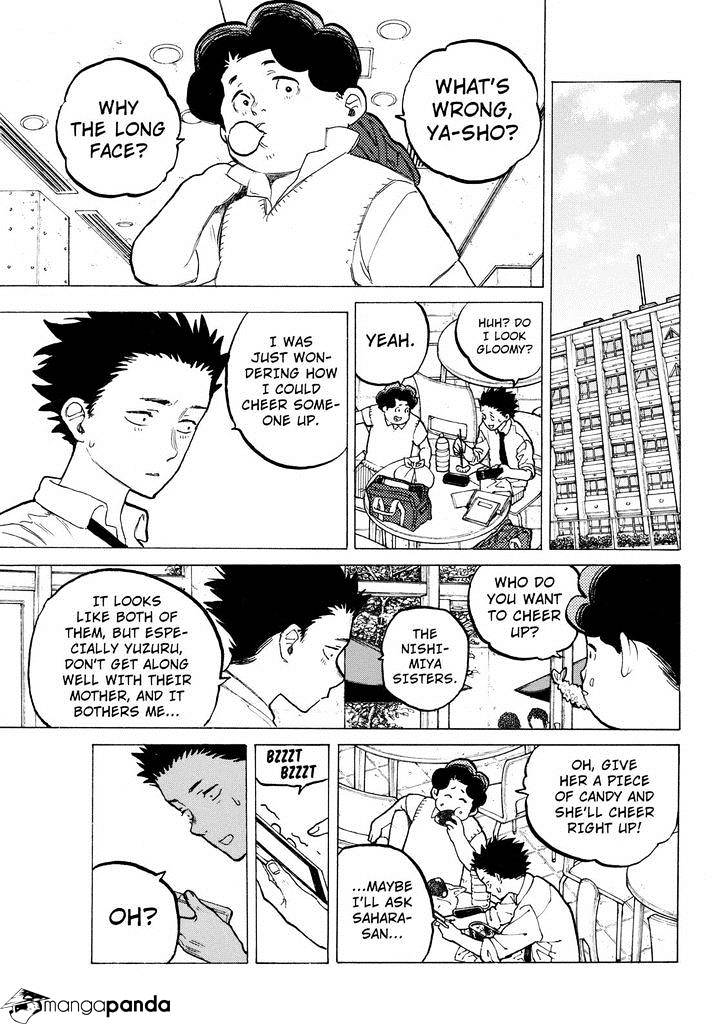 WHAT'S
WRONG,
YA-SHO?
WHY
THE LONG
FACE?
HUH? DO
I LOOK
GLOOMY?
YEAH.
I WAS
JUST WON-
DERING HOW
I COULD
CHEER SOME-
ONE UP.
WHO DO
YOU WANT
TO CHEER
UP?
THE
NISHI-
MIYA
SISTERS.
IT LOOKS
LIKE BOTH OF
THEM, BUT ESPE-
CIALLY YUZURU,
DON'T GET ALONG
WELL WITH THEIR
MOTHER, AND IT
BOTHERS ME...
OH, GIVE
HER A PIECE
OF CANDY AND
SHE'LL CHEER
RIGHT UP!
...MAYBE
I'LL ASK
SAHARA-
SAN...
BZZZT
BZZZT
OH?
mangapanda